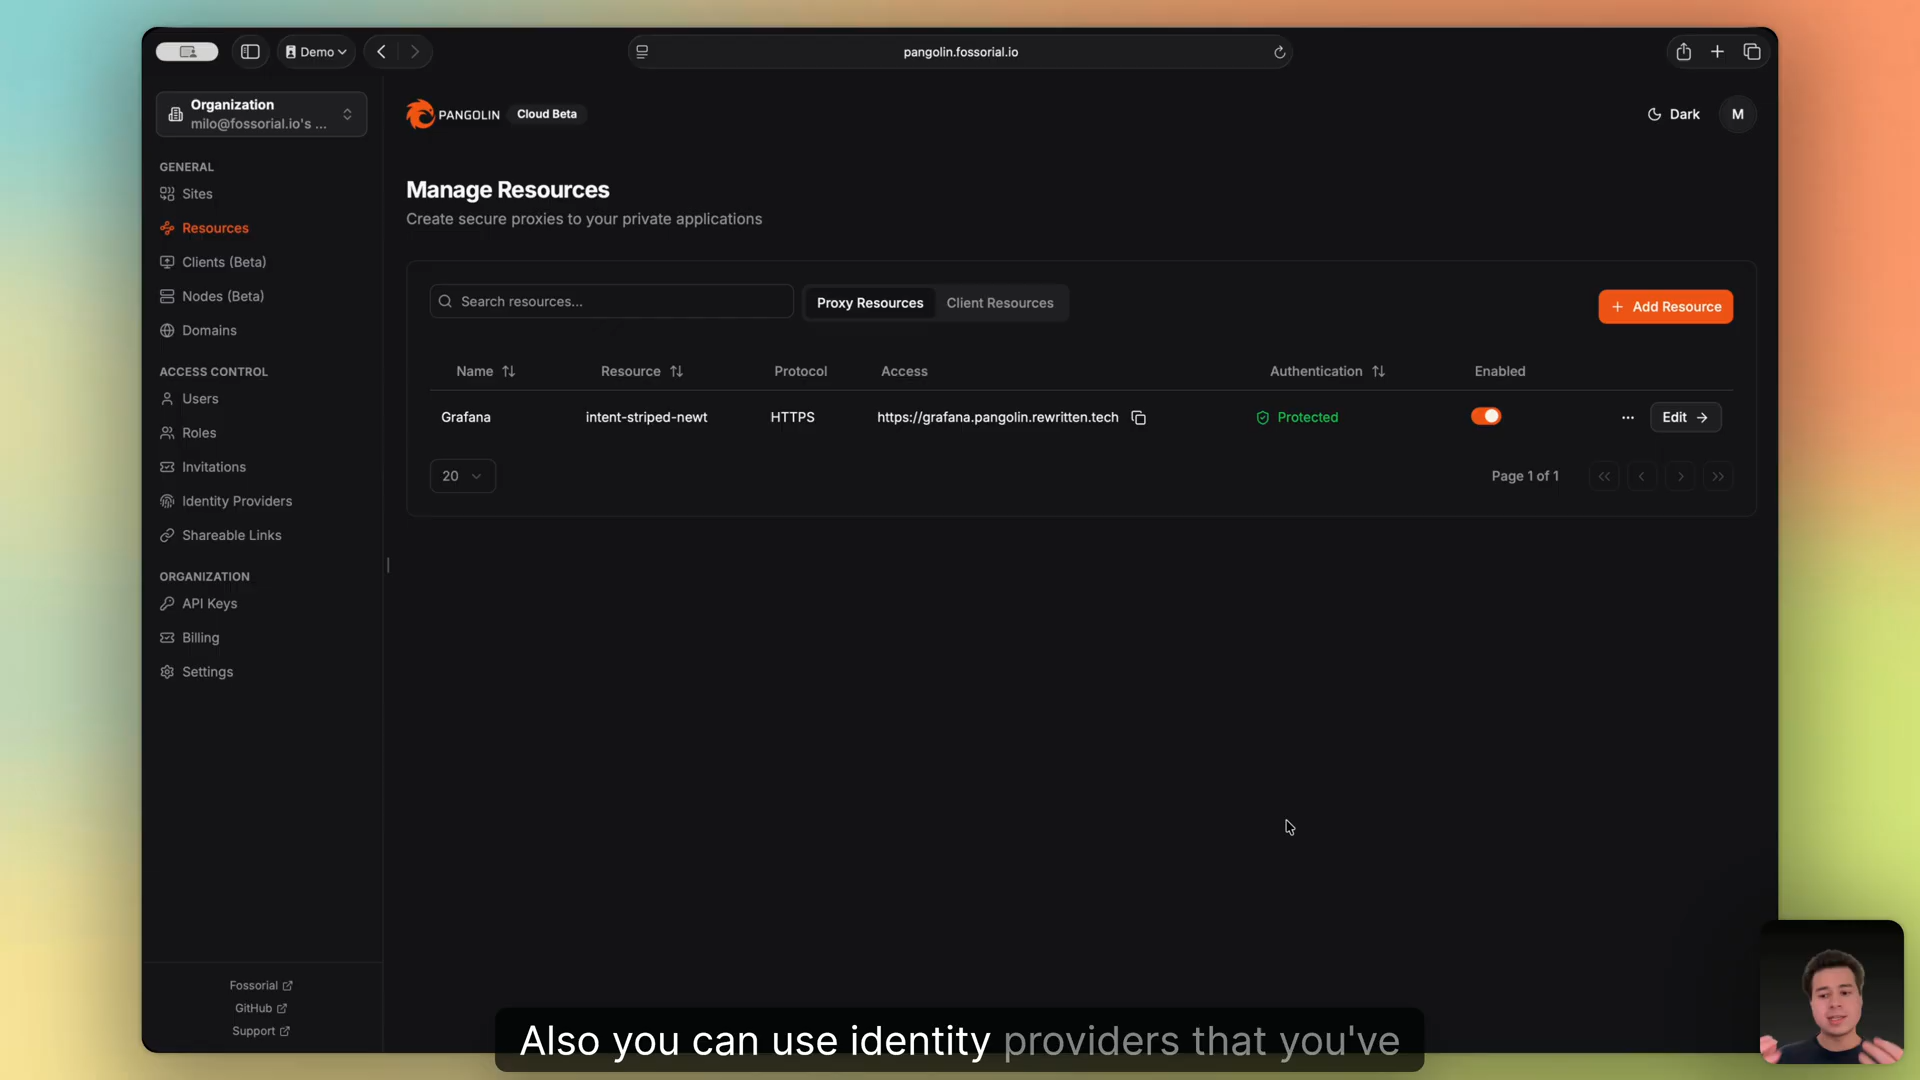 Demo
pangolin.fossorial.io
Organization
milo@fossorial.io's ...
GENERAL
Sites
Resources
Clients (Beta)
Nodes (Beta)
Domains
ACCESS CONTROL
Users
Roles
Invitations
Identity Providers
Shareable Links
ORGANIZATION
API Keys
Billing
Settings
Fossorial
GitHub
Support
PANGOLIN Cloud Beta
Dark M
Manage Resources
Create secure proxies to your private applications
Search resources... Proxy Resources Client Resources
+ Add Resource
Name Resource Protocol Access Authentication Enabled
Grafana intent-striped-newt HTTPS https://grafana.pangolin.rewritten.tech Protected ... Edit →
20 Page 1 of 1
Also you can use identity providers that you've